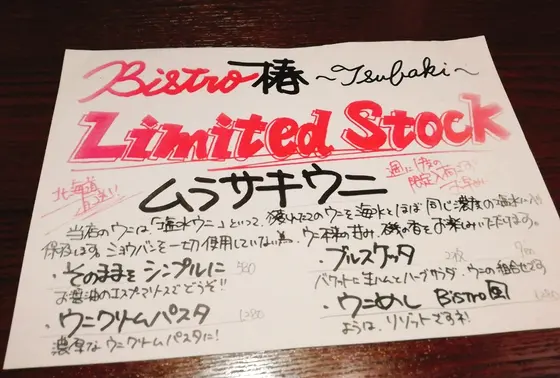 Bistro 椿 ~Tsubaki~
Limited Stock
北海道
週に1度の
限定入荷です!
ムラサキウニ
当店のウニは、「塩水ウニ」といって、獲れたてのウニを海水とほぼ同じ濃度の海水にて
保存します。ミョウバンを一切使用していない為、ウニ本来の甘み、磯の香をお楽しみいただけます。
・そのままをシンプルに
お醤油のエスプーマソースでどうぞ!!
・ウニクリームパスタ 1280
濃厚なウニクリームパスタに!
・ブルスケッタ 2枚
バケットに生ハムとハーブサラダ、ウニの組合せです
・ウニめし Bistro風
ようは、リゾットですネ!